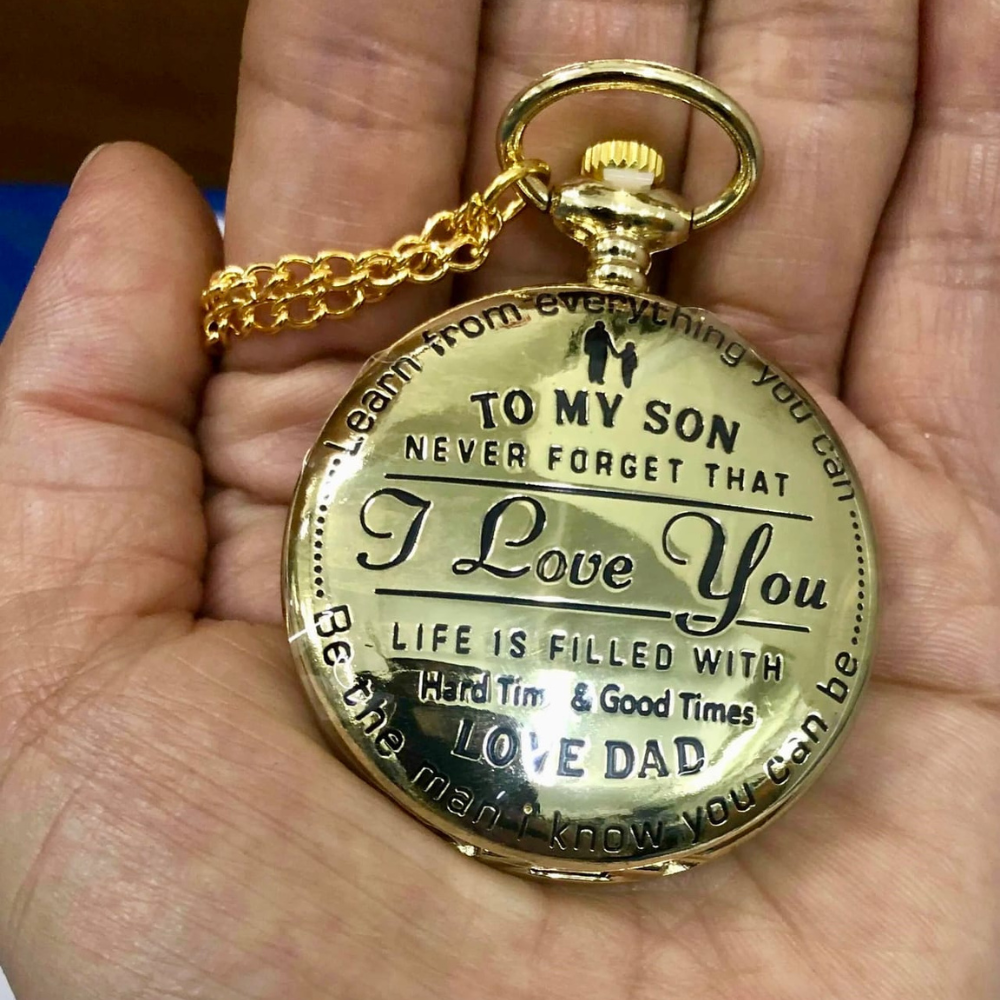 Learn from everything you can
TO MY SON
NEVER FORGET THAT
I Love You
LIFE IS FILLED WITH
Hard Tim & Good Times
LOVE DAD
Be the man i know you can be